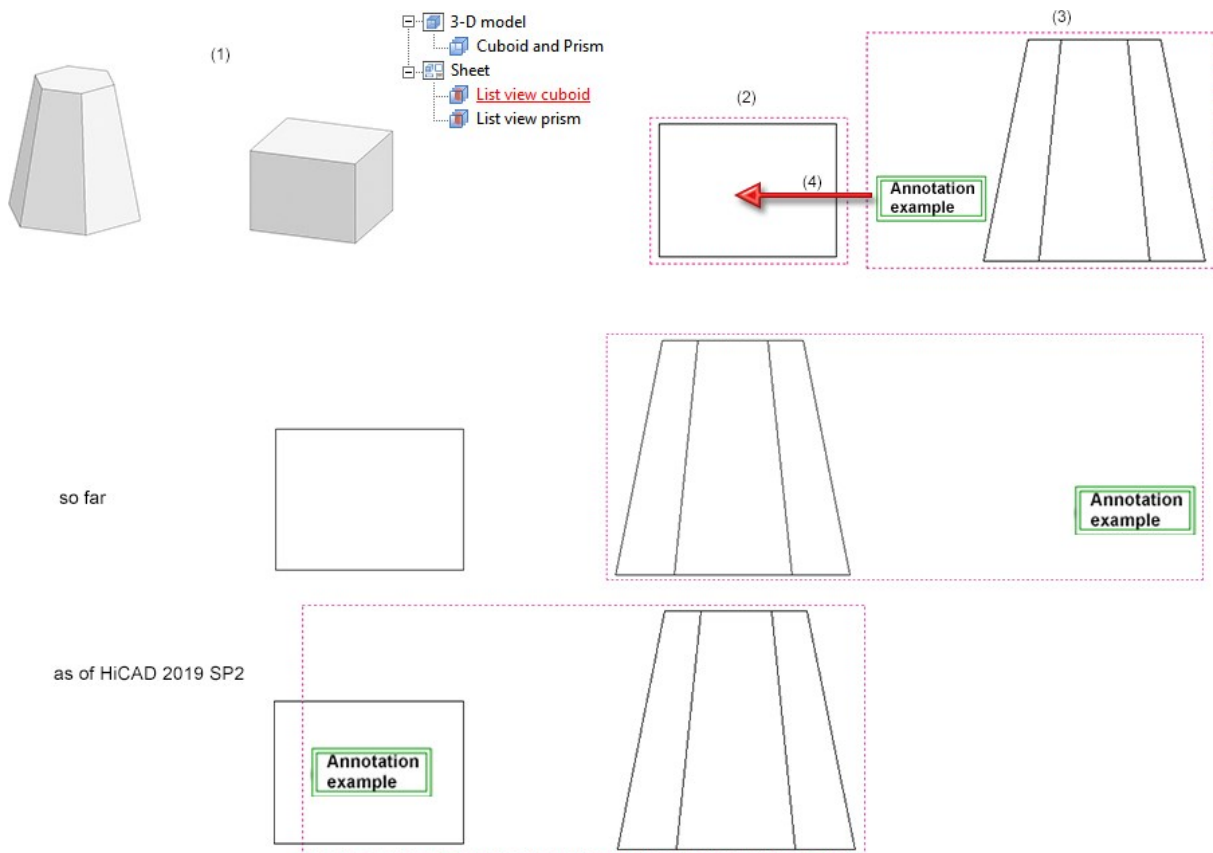 (1)
3-D model
Cuboid and Prism
Sheet
List view cuboid
List view prism
(2)
(3)
(4)
Annotation
example
so far
Annotation
example
as of HiCAD 2019 SP2
Annotation
example